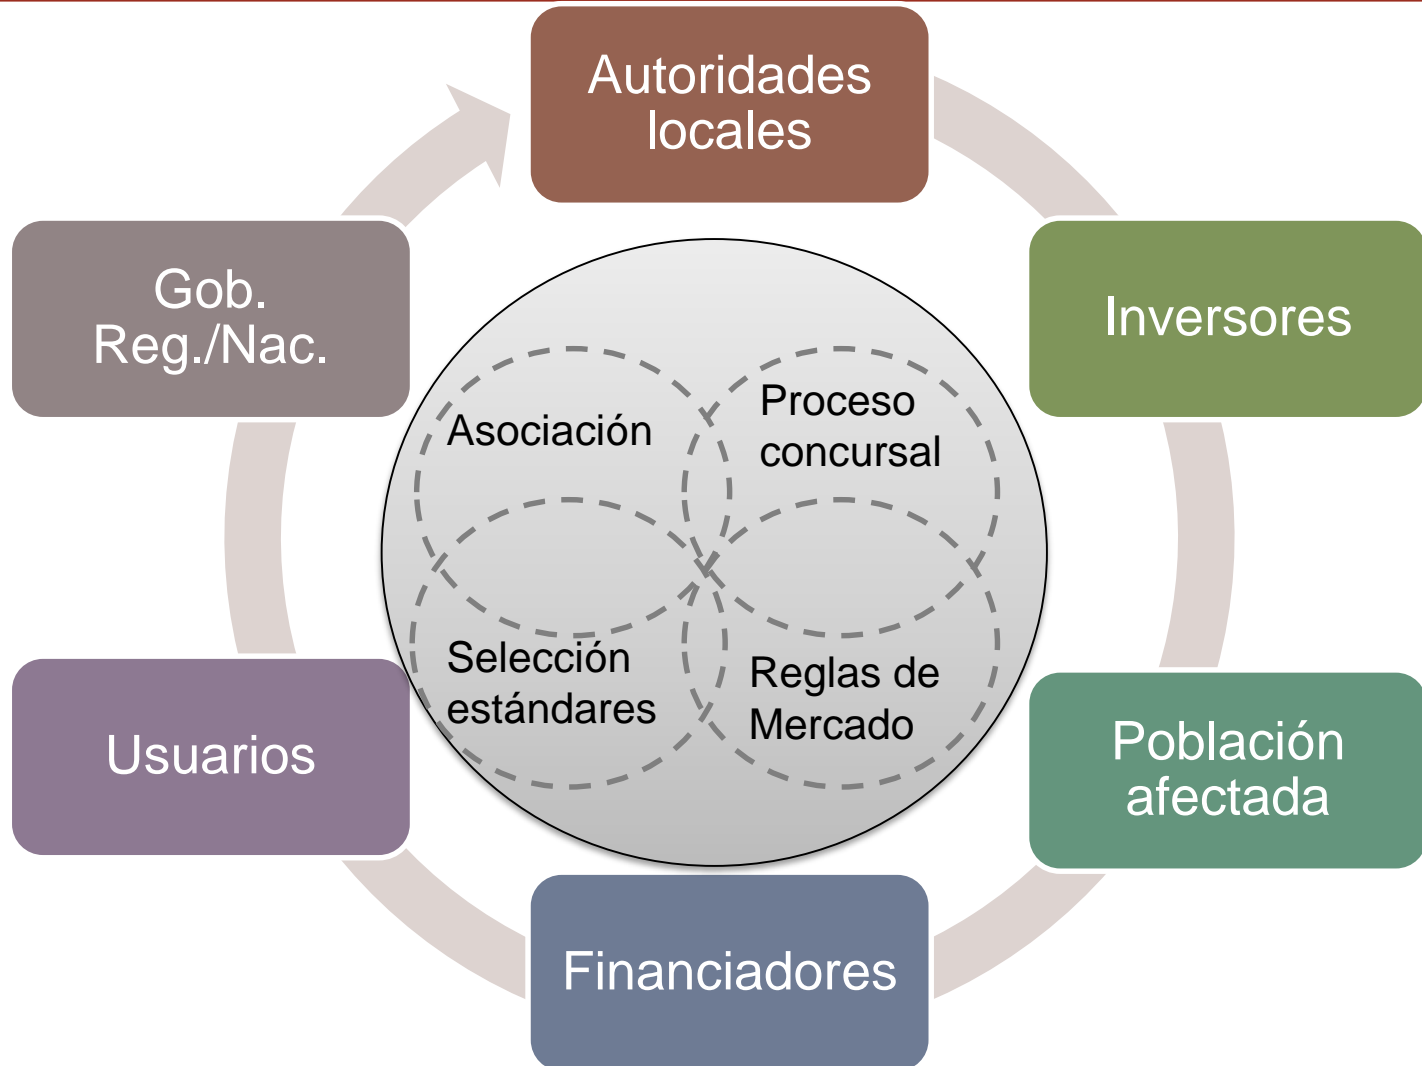 Autoridades
locales
Gob.
Reg./Nac.
Inversores
Asociación
Proceso
concursal
Selección
estándares
Reglas de
Mercado
Usuarios
Población
afectada
Financiadores